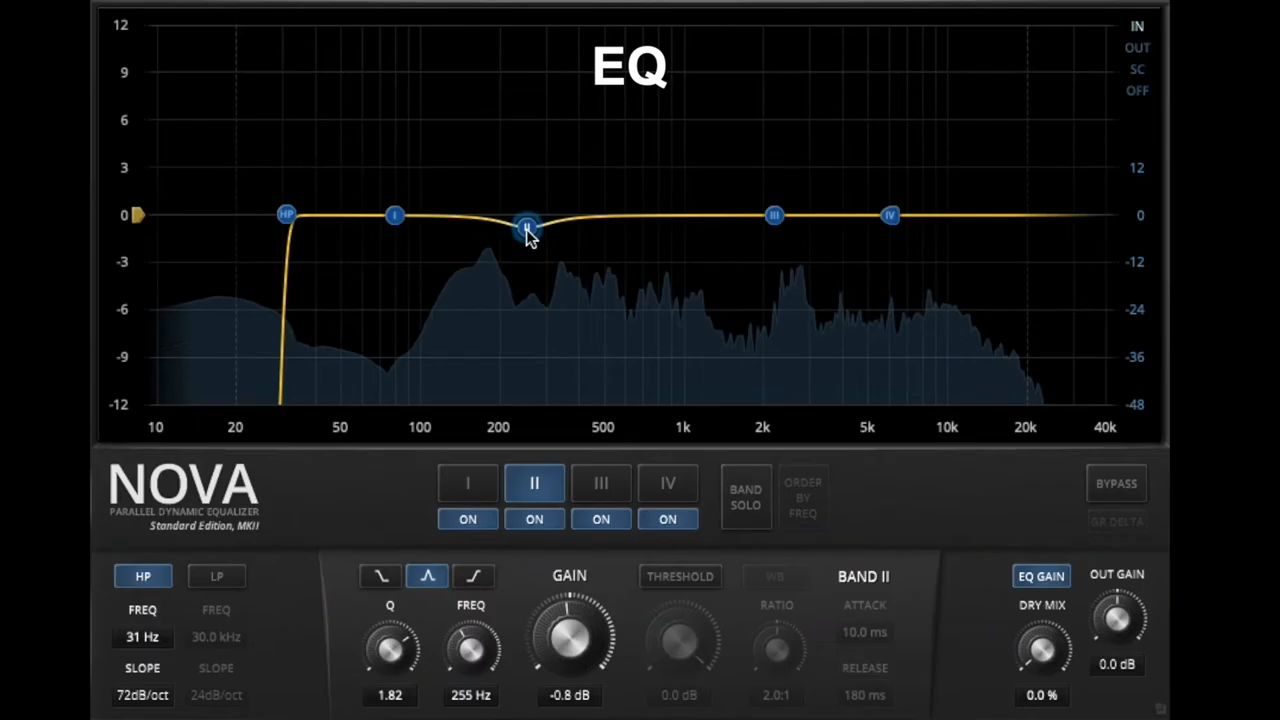 EQ
12
9
6
3
0
-3
-6
-9
-12
IN
OUT
SC
OFF
12
0
-12
-24
-36
-48
HP I II III IV
10 20 50 100 200 500 1k 2k 5k 10k 20k 40k
NOVA
PARALLEL DYNAMIC EQUALIZER
Standard Edition, MKII
I II III IV
ON ON ON ON
BAND
SOLO
ORDER
BY
FREQ
BYPASS
GR DELTA
HP LP
FREQ FREQ
31 Hz 30.0 kHz
SLOPE SLOPE
72dB/oct 24dB/oct
Q FREQ
1.82 255 Hz
GAIN
-0.8 dB
THRESHOLD
0.0 dB
WB
RATIO
2.0:1
BAND II
ATTACK
10.0 ms
RELEASE
180 ms
EQ GAIN
DRY MIX
0.0 %
OUT GAIN
0.0 dB